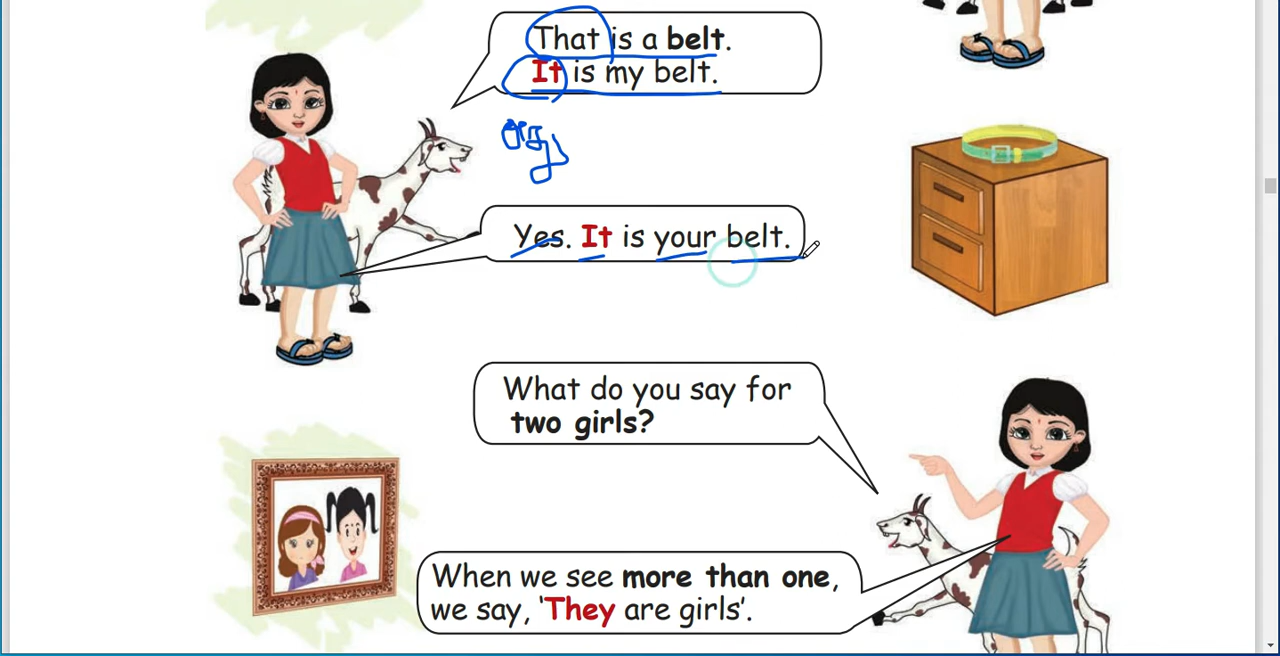 That is a belt.
It is my belt.
Yes. It is your belt.
What do you say for
two girls?
When we see more than one,
we say, 'They are girls'.